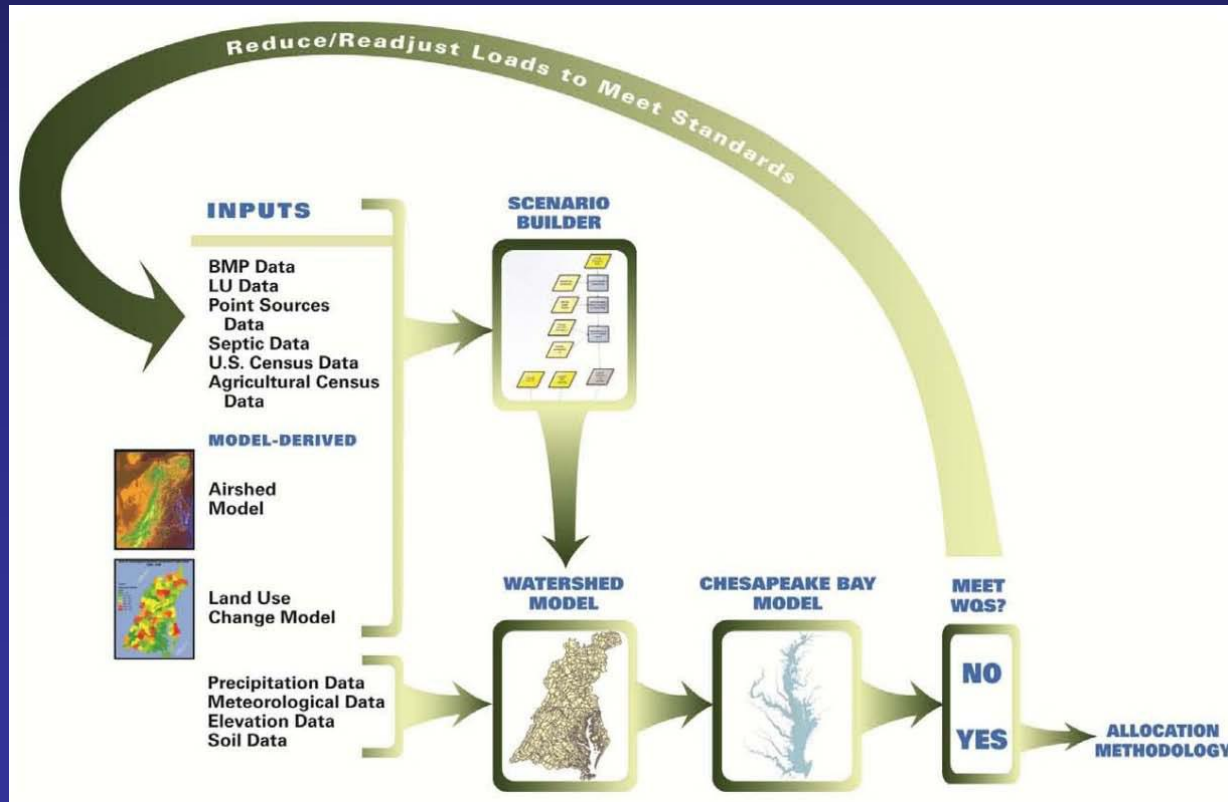 Reduce/Readjust Loads to Meet Standards
INPUTS
BMP Data
LU Data
Point Sources
Data
Septic Data
U.S. Census Data
Agricultural Census
Data
MODEL-DERIVED
Airshed
Model
Land Use
Change Model
Precipitation Data
Meteorological Data
Elevation Data
Soil Data
SCENARIO
BUILDER
WATERSHED
MODEL
CHESAPEAKE BAY
MODEL
MEET
WQS?
NO
YES
ALLOCATION
METHODOLOGY